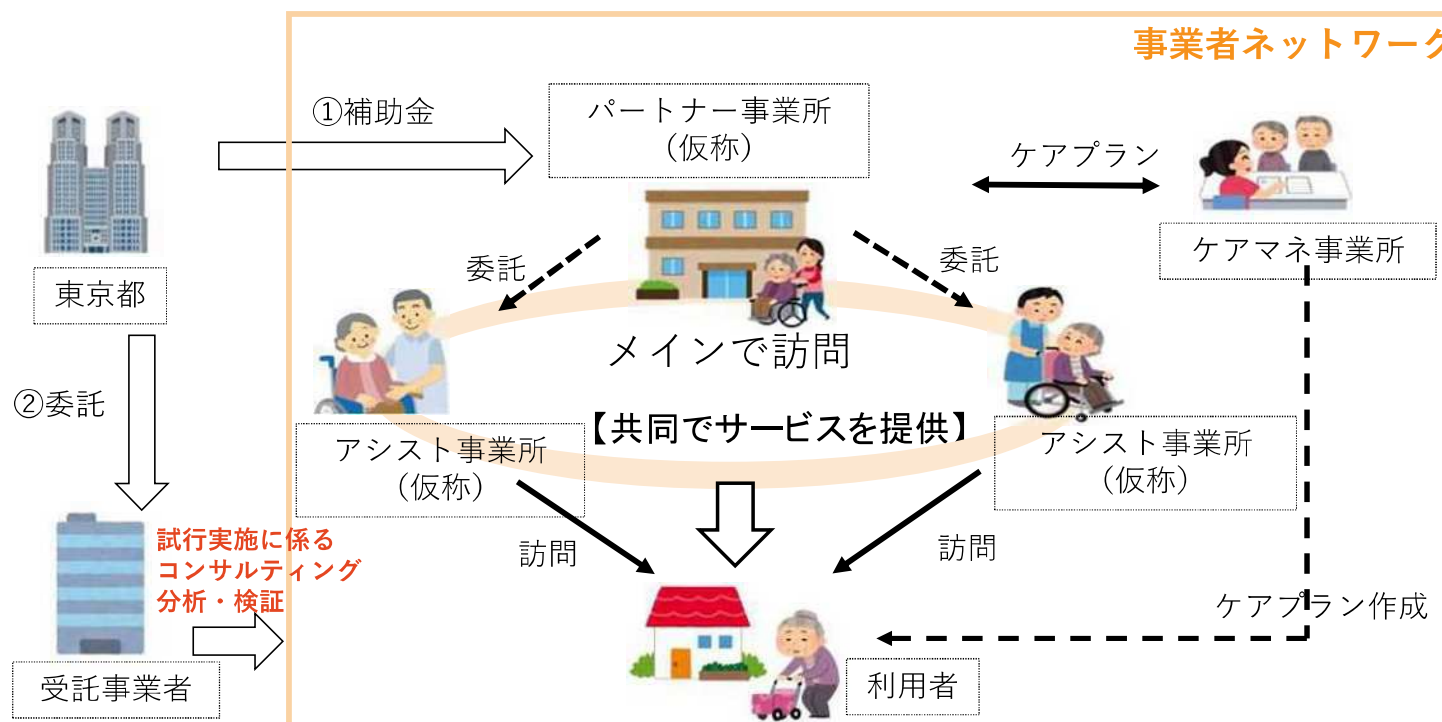 事業者ネットワーク
①補助金
パートナー事業所
（仮称）
ケアプラン
ケアマネ事業所
東京都
委託
委託
メインで訪問
②委託
【共同でサービスを提供】
アシスト事業所
（仮称）
アシスト事業所
（仮称）
試行実施に係る
コンサルティング
分析・検証
訪問
訪問
ケアプラン作成
受託事業者
利用者